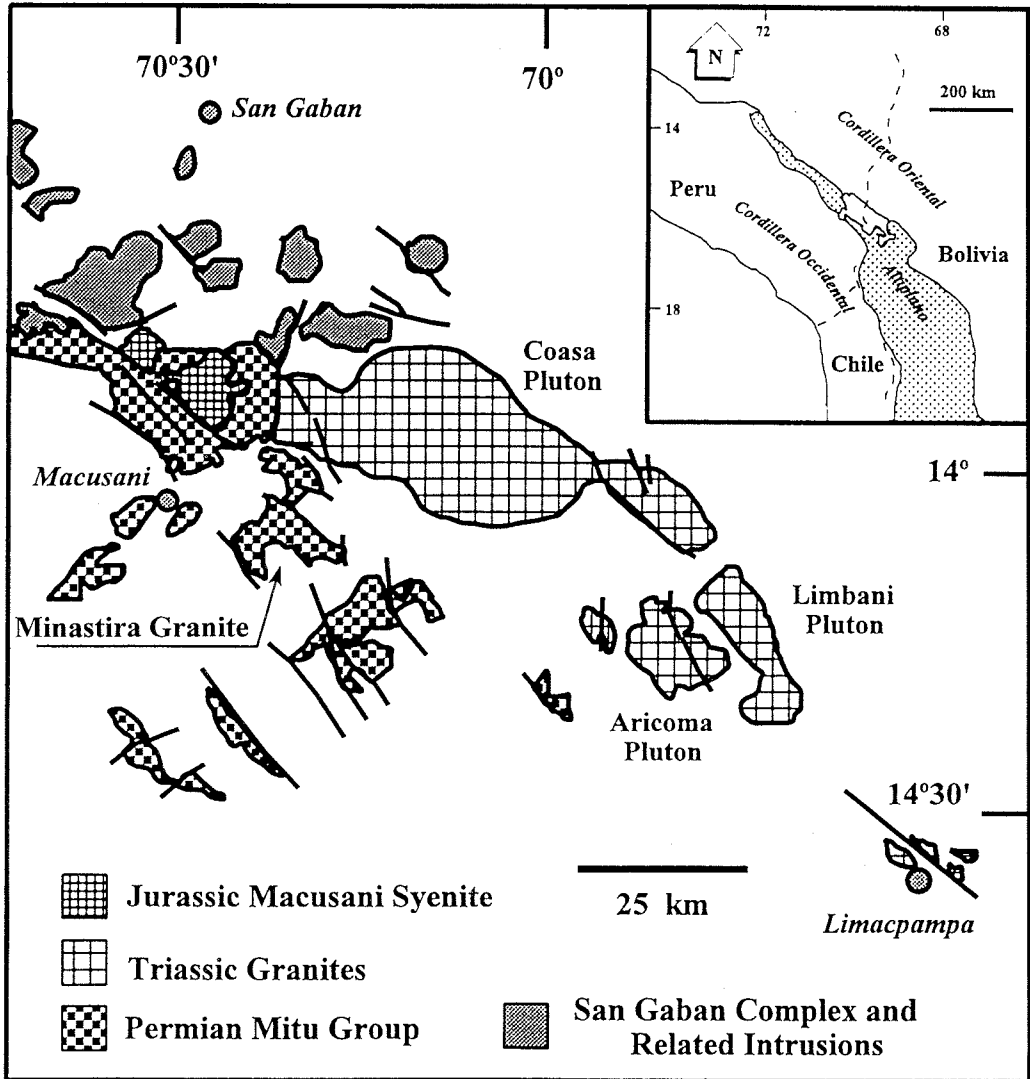 70°30'
70°
San Gaban
72
68
N
200 km
14
Cordillera Oriental
Peru
Cordillera Occidental
Bolivia
Altiplano
18
Chile
Coasa
Pluton
Macusani
14°
Minastira Granite
Limbani
Pluton
Aricoma
Pluton
14°30'
25 km
Limacpampa
Jurassic Macusani Syenite
Triassic Granites
Permian Mitu Group
San Gaban Complex and
Related Intrusions